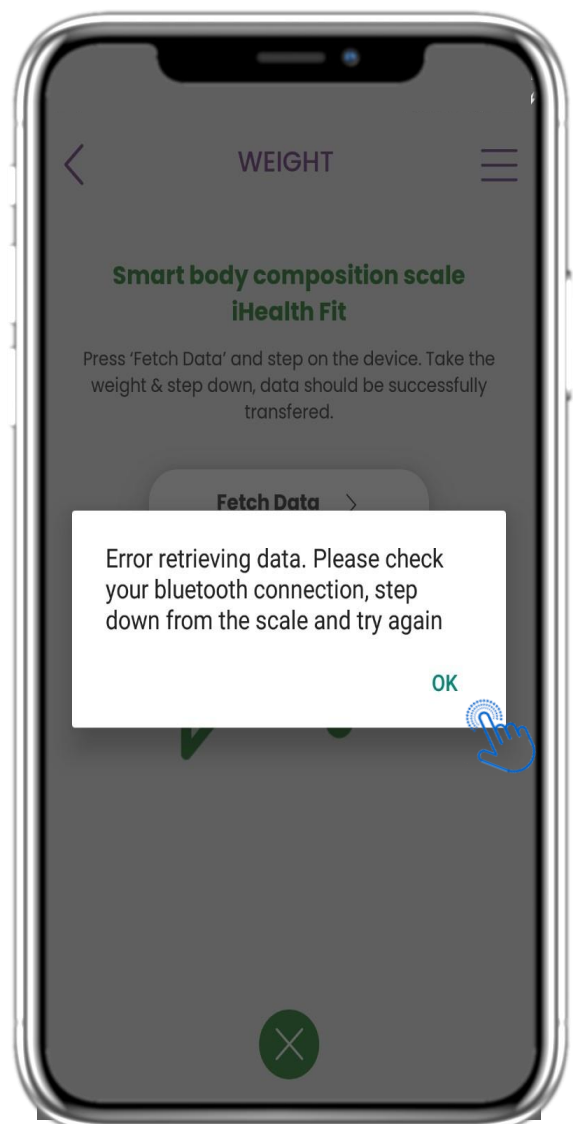 WEIGHT
Smart body composition scale
iHealth Fit
Press 'Fetch Data' and step on the device. Take the
weight & step down, data should be successfully
transfered.
Fetch Data
Error retrieving data. Please check
your bluetooth connection, step
down from the scale and try again
OK